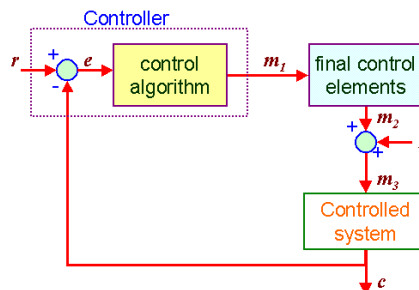 Controller
+
r
e
-
control
algorithm
m1
final control
elements
m2
+
+
m3
Controlled
system
c